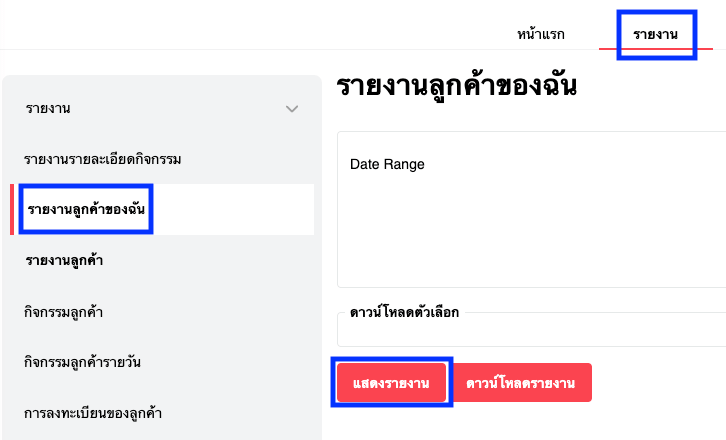 หน้าแรก
รายงาน
รายงานลูกค้าของฉัน
รายงาน
รายงานรายละเอียดกิจกรรม
Date Range
รายงานลูกค้าของฉัน
รายงานลูกค้า
กิจกรรมลูกค้า
ดาวน์โหลดตัวเลือก
กิจกรรมลูกค้ารายวัน
แสดงรายงาน
ดาวน์โหลดรายงาน
การลงทะเบียนของลูกค้า